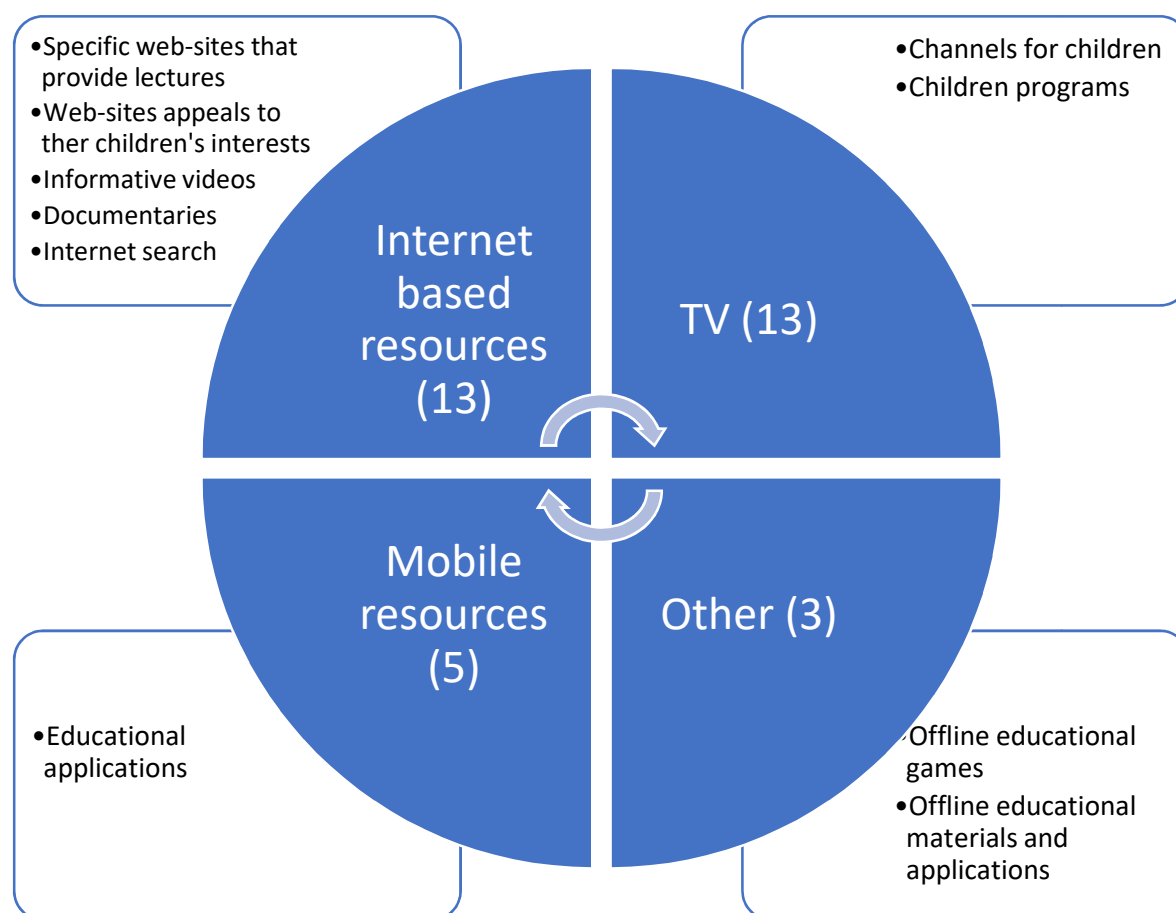 •Specific web-sites that
provide lectures
•Web-sites appeals to
ther children's interests
•Informative videos
•Documentaries
•Internet search
•Channels for children
•Children programs
Internet
based
resources
(13)
TV (13)
Mobile
resources
(5)
Other (3)
•Educational
applications
•Offline educational
games
•Offline educational
materials and
applications